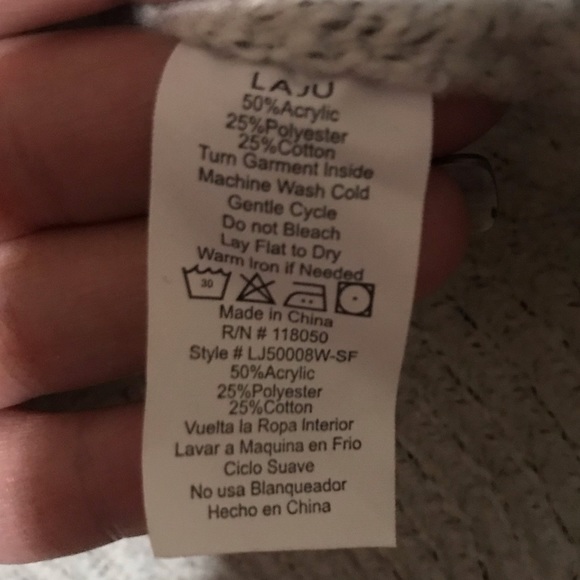 LAJU
50%Acrylic
25%Polyester
25%Cotton
Turn Garment Inside
Machine Wash Cold
Gentle Cycle
Do not Bleach
Lay Flat to Dry
Warm Iron if Needed
30
Made in China
R/N # 118050
Style # LJ50008W-SF
50%Acrylic
25%Polyester
25%Cotton
Vuelta la Ropa Interior
Lavar a Maquina en Frio
Ciclo Suave
No usa Blanqueador
Hecho en China